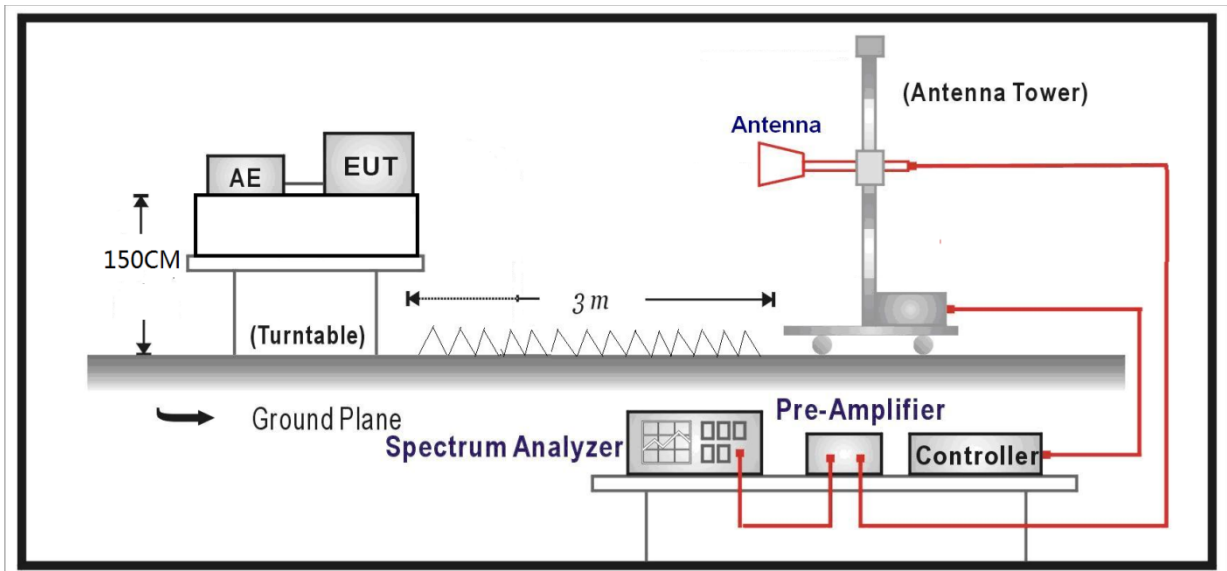 (Antenna Tower)
Antenna
EUT
AE
150CM
3 m
(Turntable)
Ground Plane
Pre-Amplifier
Spectrum Analyzer
Controller